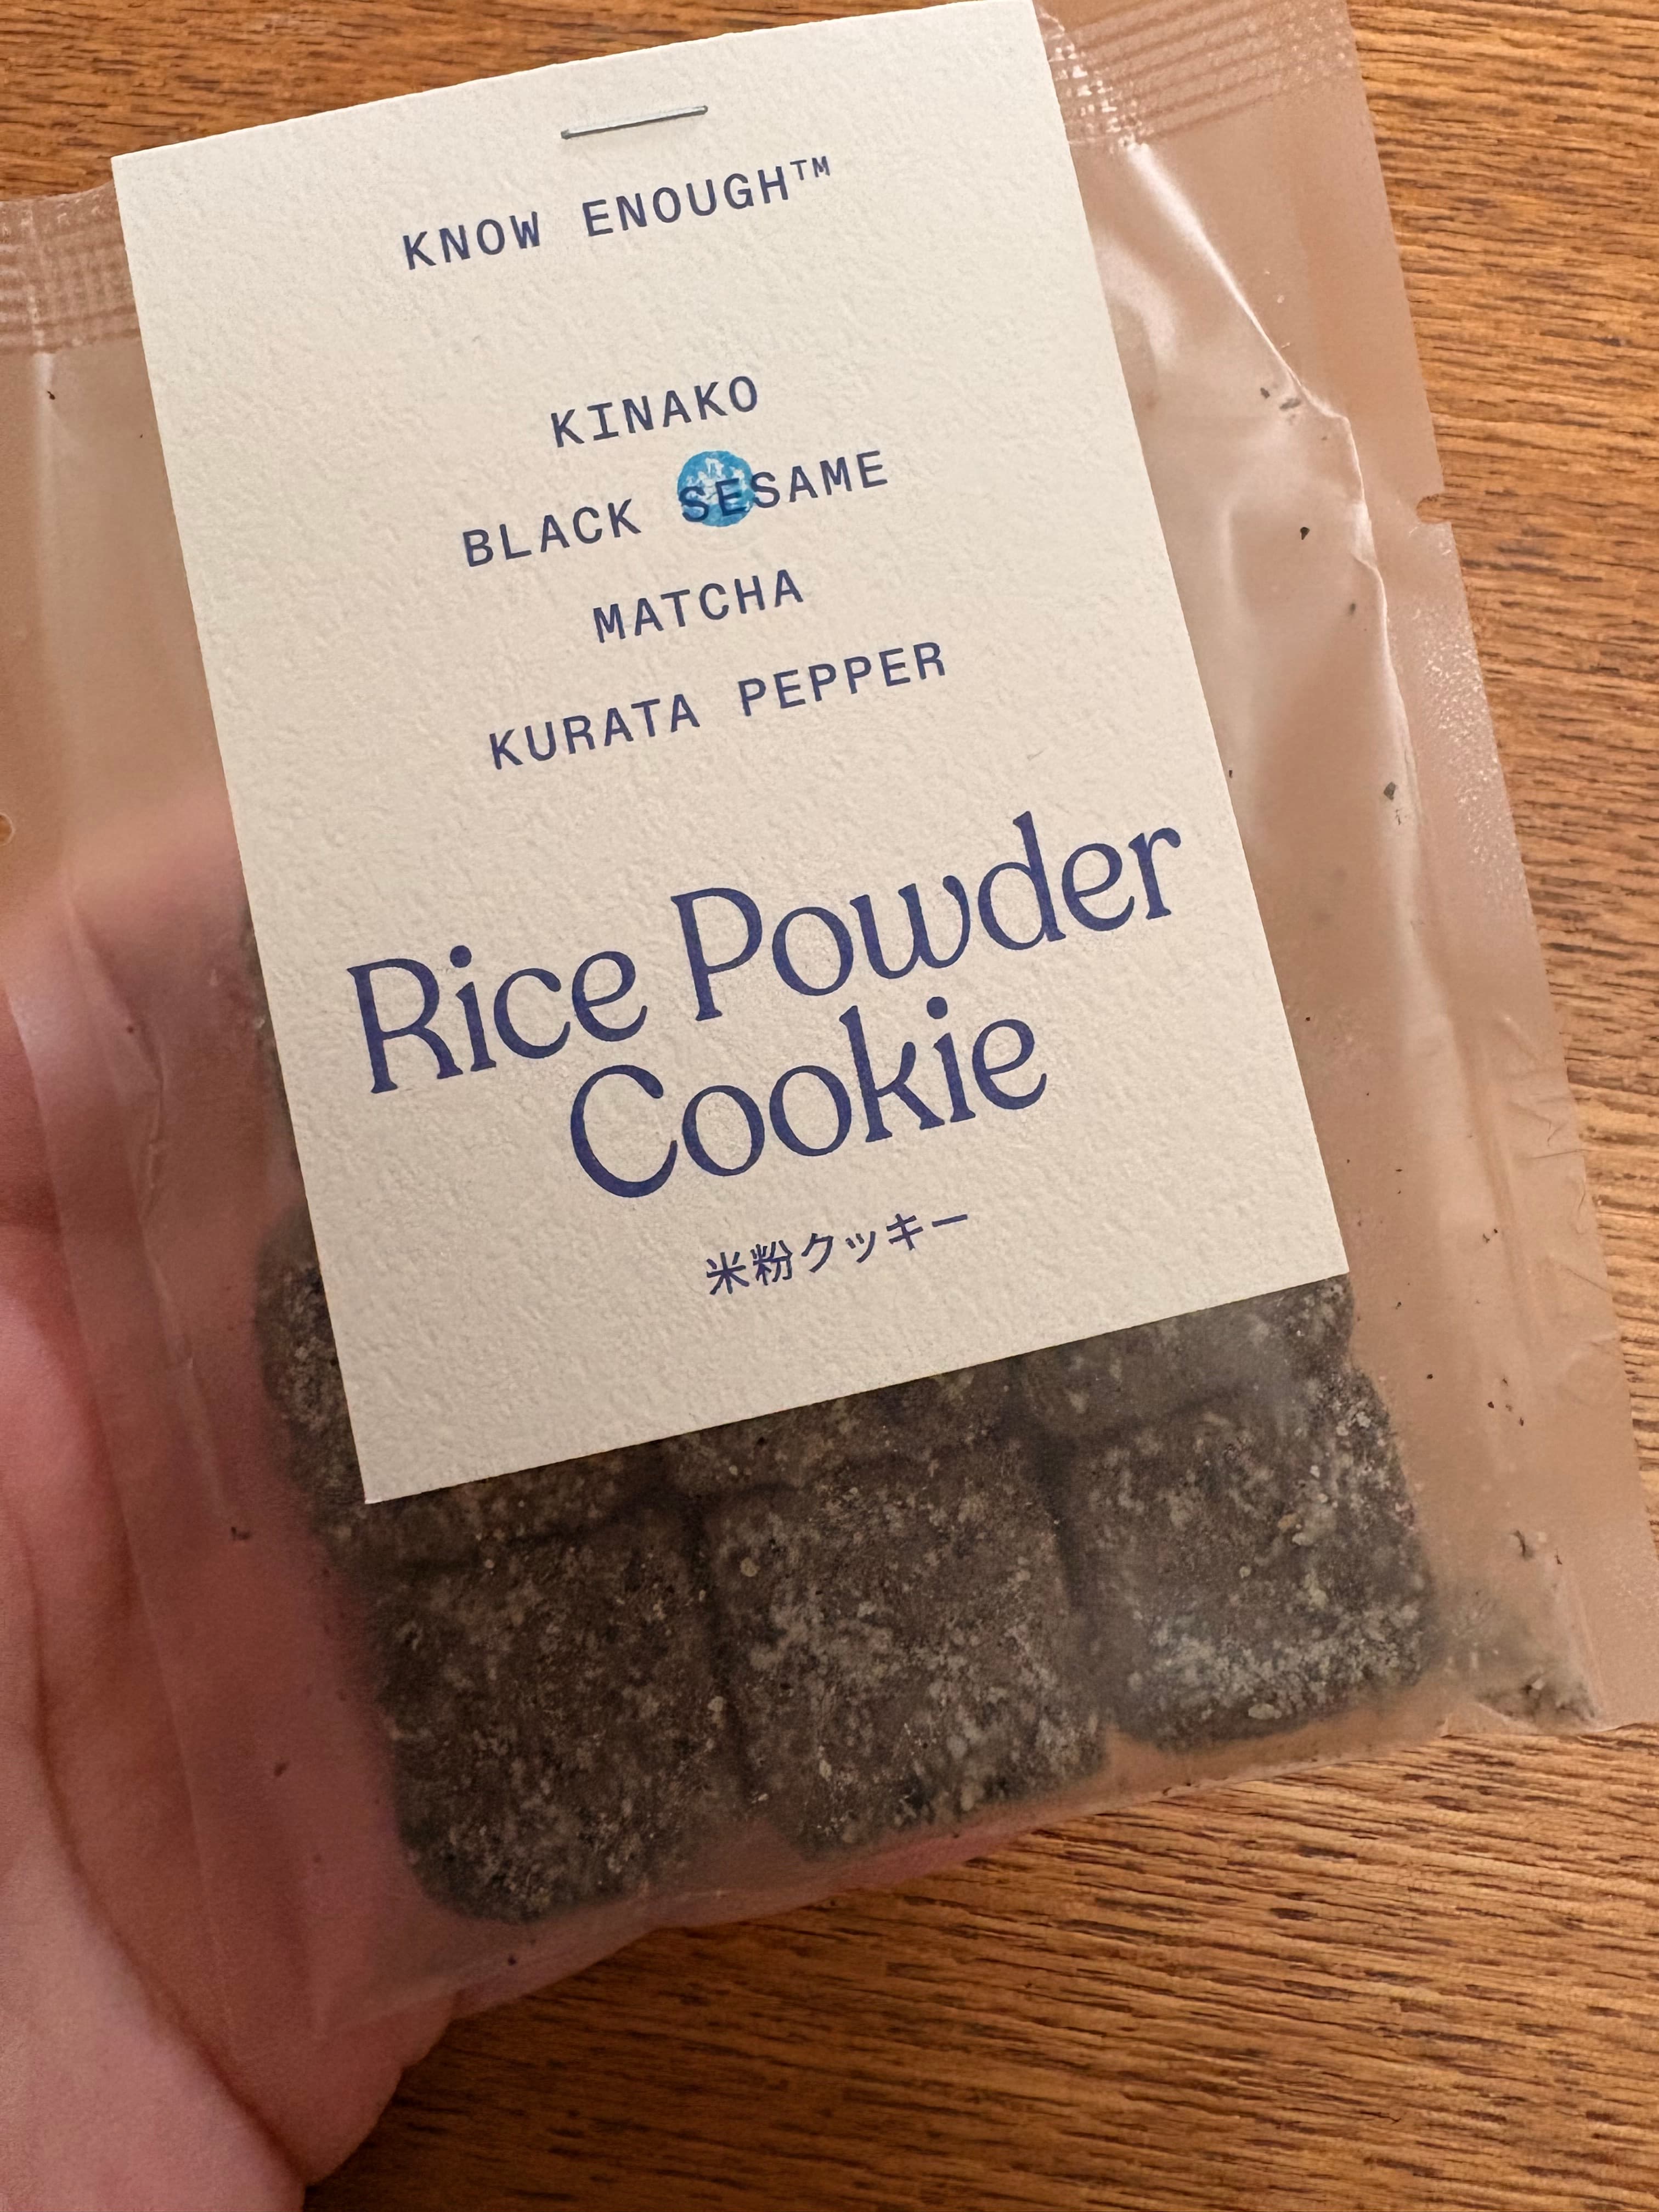 KNOW ENOUGH™
KINAKO
BLACK SESAME
MATCHA
KURATA PEPPER
Rice Powder
Cookie
米粉クッキー